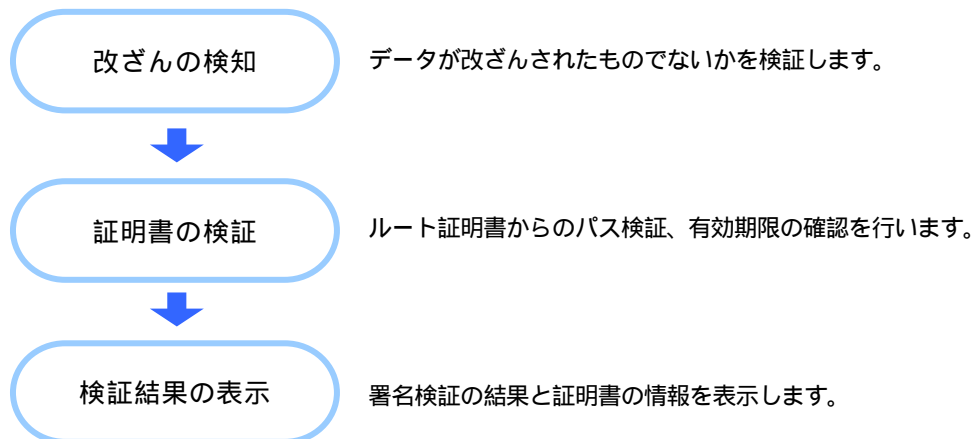 改ざんの検知
データが改ざんされたものでないかを検証します。
証明書の検証
ルート証明書からのパス検証、有効期限の確認を行います。
検証結果の表示
署名検証の結果と証明書の情報を表示します。